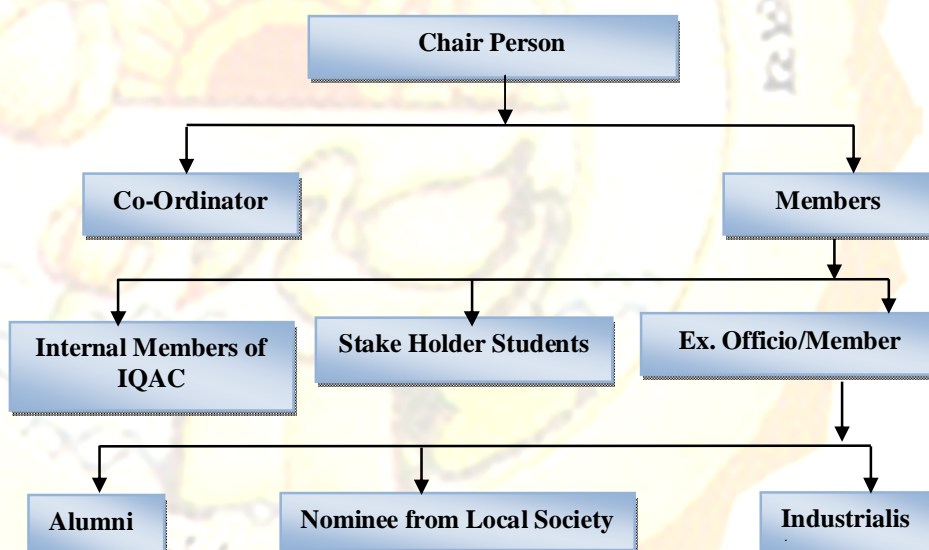 Chair Person
Co-Ordinator
Members
Internal Members of
IQAC
Stake Holder Students
Ex. Officio/Member
Alumni
Nominee from Local Society
Industrialis